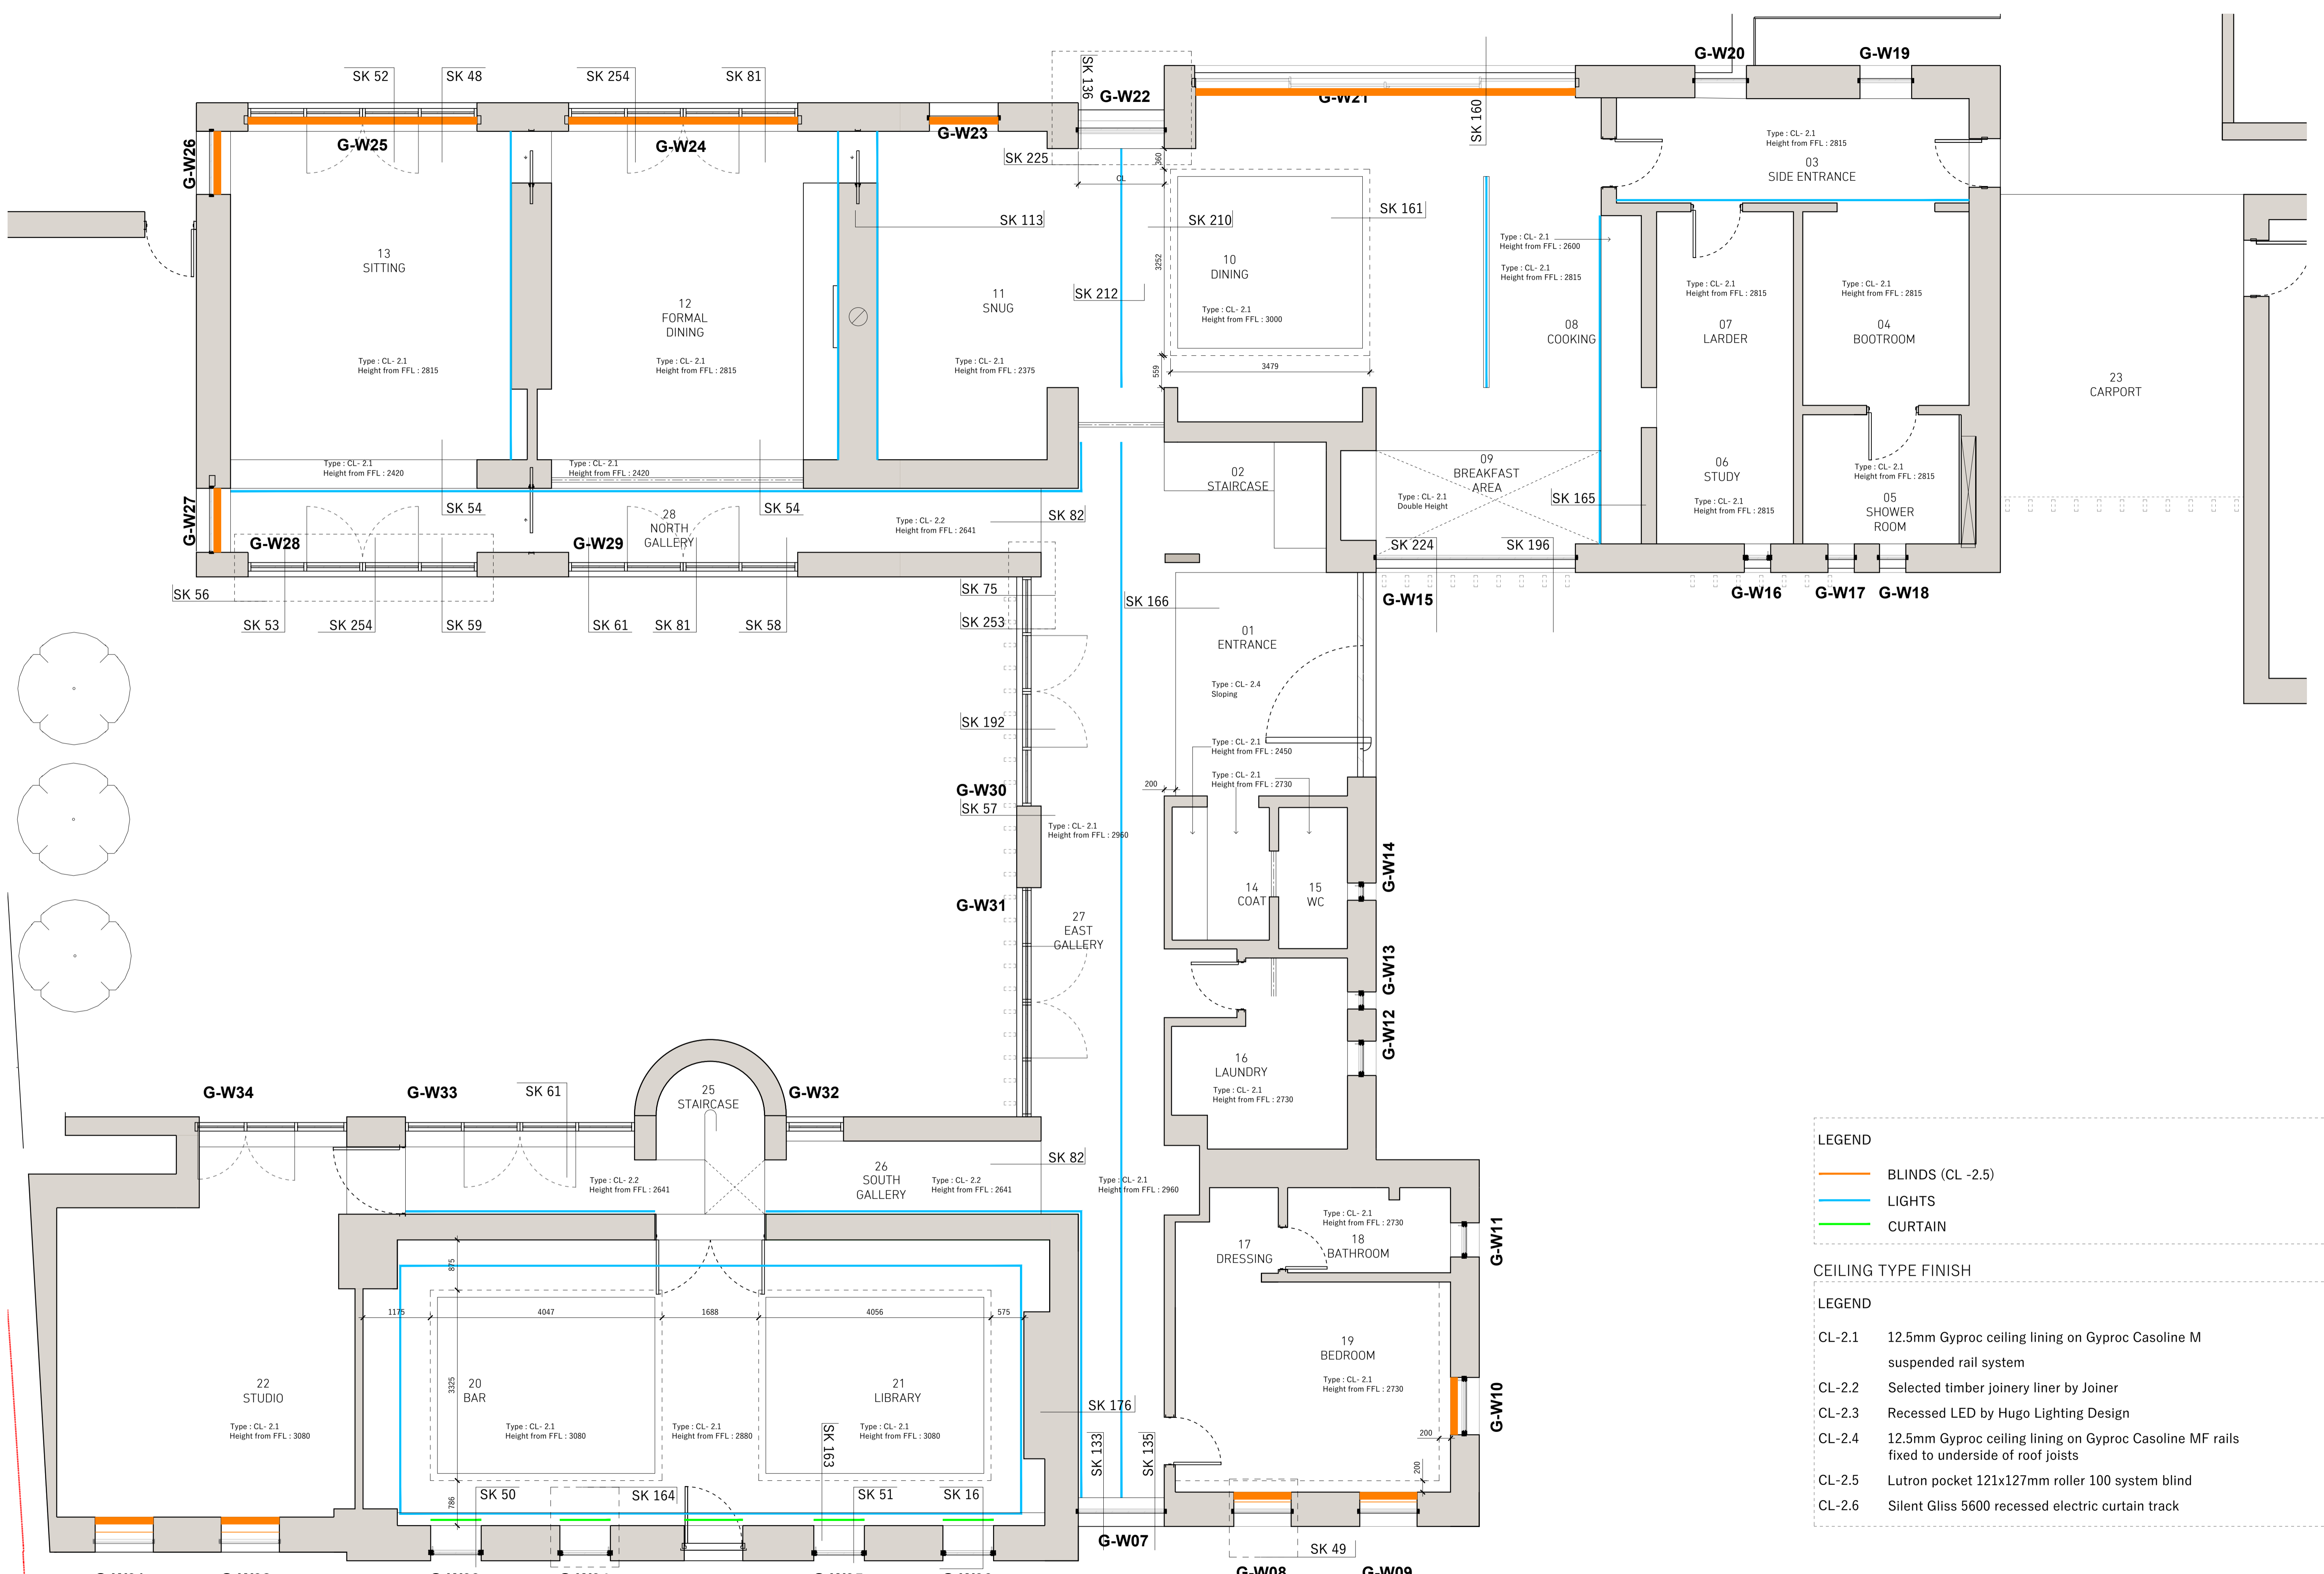 G-W20
G-W19
SK 52
SK 48
SK 254
SK 81
SK 136
G-W22
G-W21
SK 160
G-W26
G-W25
G-W24
G-W23
SK 225
360
CL
Type : CL- 2.1
Height from FFL : 2815
03
SIDE ENTRANCE
SK 113
SK 210
SK 161
13
SITTING
12
FORMAL
DINING
11
SNUG
SK 212
3252
10
DINING
Type : CL- 2.1
Height from FFL : 3000
Type : CL- 2.1
Height from FFL : 2600
Type : CL- 2.1
Height from FFL : 2815
08
COOKING
Type : CL- 2.1
Height from FFL : 2815
07
LARDER
Type : CL- 2.1
Height from FFL : 2815
04
BOOTROOM
23
CARPORT
Type : CL- 2.1
Height from FFL : 2815
Type : CL- 2.1
Height from FFL : 2815
Type : CL- 2.1
Height from FFL : 2375
559
3479
Type : CL- 2.1
Height from FFL : 2420
Type : CL- 2.1
Height from FFL : 2420
02
STAIRCASE
09
BREAKFAST
AREA
Type : CL- 2.1
Double Height
SK 165
06
STUDY
Type : CL- 2.1
Height from FFL : 2815
Type : CL- 2.1
Height from FFL : 2815
05
SHOWER
ROOM
G-W27
SK 54
SK 54
28
NORTH
GALLERY
Type : CL- 2.2
Height from FFL : 2641
SK 82
G-W28
G-W29
SK 224
SK 196
SK 56
SK 75
SK 166
G-W15
G-W16
G-W17
G-W18
SK 53
SK 254
SK 59
SK 61
SK 81
SK 58
SK 253
01
ENTRANCE
Type : CL- 2.4
Sloping
SK 192
Type : CL- 2.1
Height from FFL : 2450
Type : CL- 2.1
Height from FFL : 2730
200
G-W30
SK 57
Type : CL- 2.1
Height from FFL : 2960
G-W14
14
COAT
15
WC
G-W31
27
EAST
GALLERY
G-W13
G-W12
16
LAUNDRY
Type : CL- 2.1
Height from FFL : 2730
G-W34
G-W33
SK 61
25
STAIRCASE
G-W32
26
SOUTH
GALLERY
Type : CL- 2.2
Height from FFL : 2641
Type : CL- 2.2
Height from FFL : 2641
SK 82
Type : CL- 2.1
Height from FFL : 2960
Type : CL- 2.1
Height from FFL : 2730
17
DRESSING
18
BATHROOM
G-W11
875
1175
4047
1688
4056
575
3325
22
STUDIO
Type : CL- 2.1
Height from FFL : 3080
20
BAR
Type : CL- 2.1
Height from FFL : 3080
Type : CL- 2.1
Height from FFL : 2880
21
LIBRARY
Type : CL- 2.1
Height from FFL : 3080
SK 163
SK 176
SK 133
SK 135
19
BEDROOM
Type : CL- 2.1
Height from FFL : 2730
G-W10
200
200
786
SK 50
SK 164
SK 51
SK 16
G-W07
SK 49
G-W08
G-W09
LEGEND
BLINDS (CL -2.5)
LIGHTS
CURTAIN
CEILING TYPE FINISH
LEGEND
CL-2.1 12.5mm Gyproc ceiling lining on Gyproc Casoline M
suspended rail system
CL-2.2 Selected timber joinery liner by Joiner
CL-2.3 Recessed LED by Hugo Lighting Design
CL-2.4 12.5mm Gyproc ceiling lining on Gyproc Casoline MF rails
fixed to underside of roof joists
CL-2.5 Lutron pocket 121x127mm roller 100 system blind
CL-2.6 Silent Gliss 5600 recessed electric curtain track